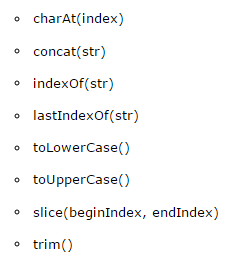 charAt(index)
concat(str)
indexOf(str)
lastIndexOf(str)
toLowerCase()
toUpperCase()
slice(beginIndex, endIndex)
trim()